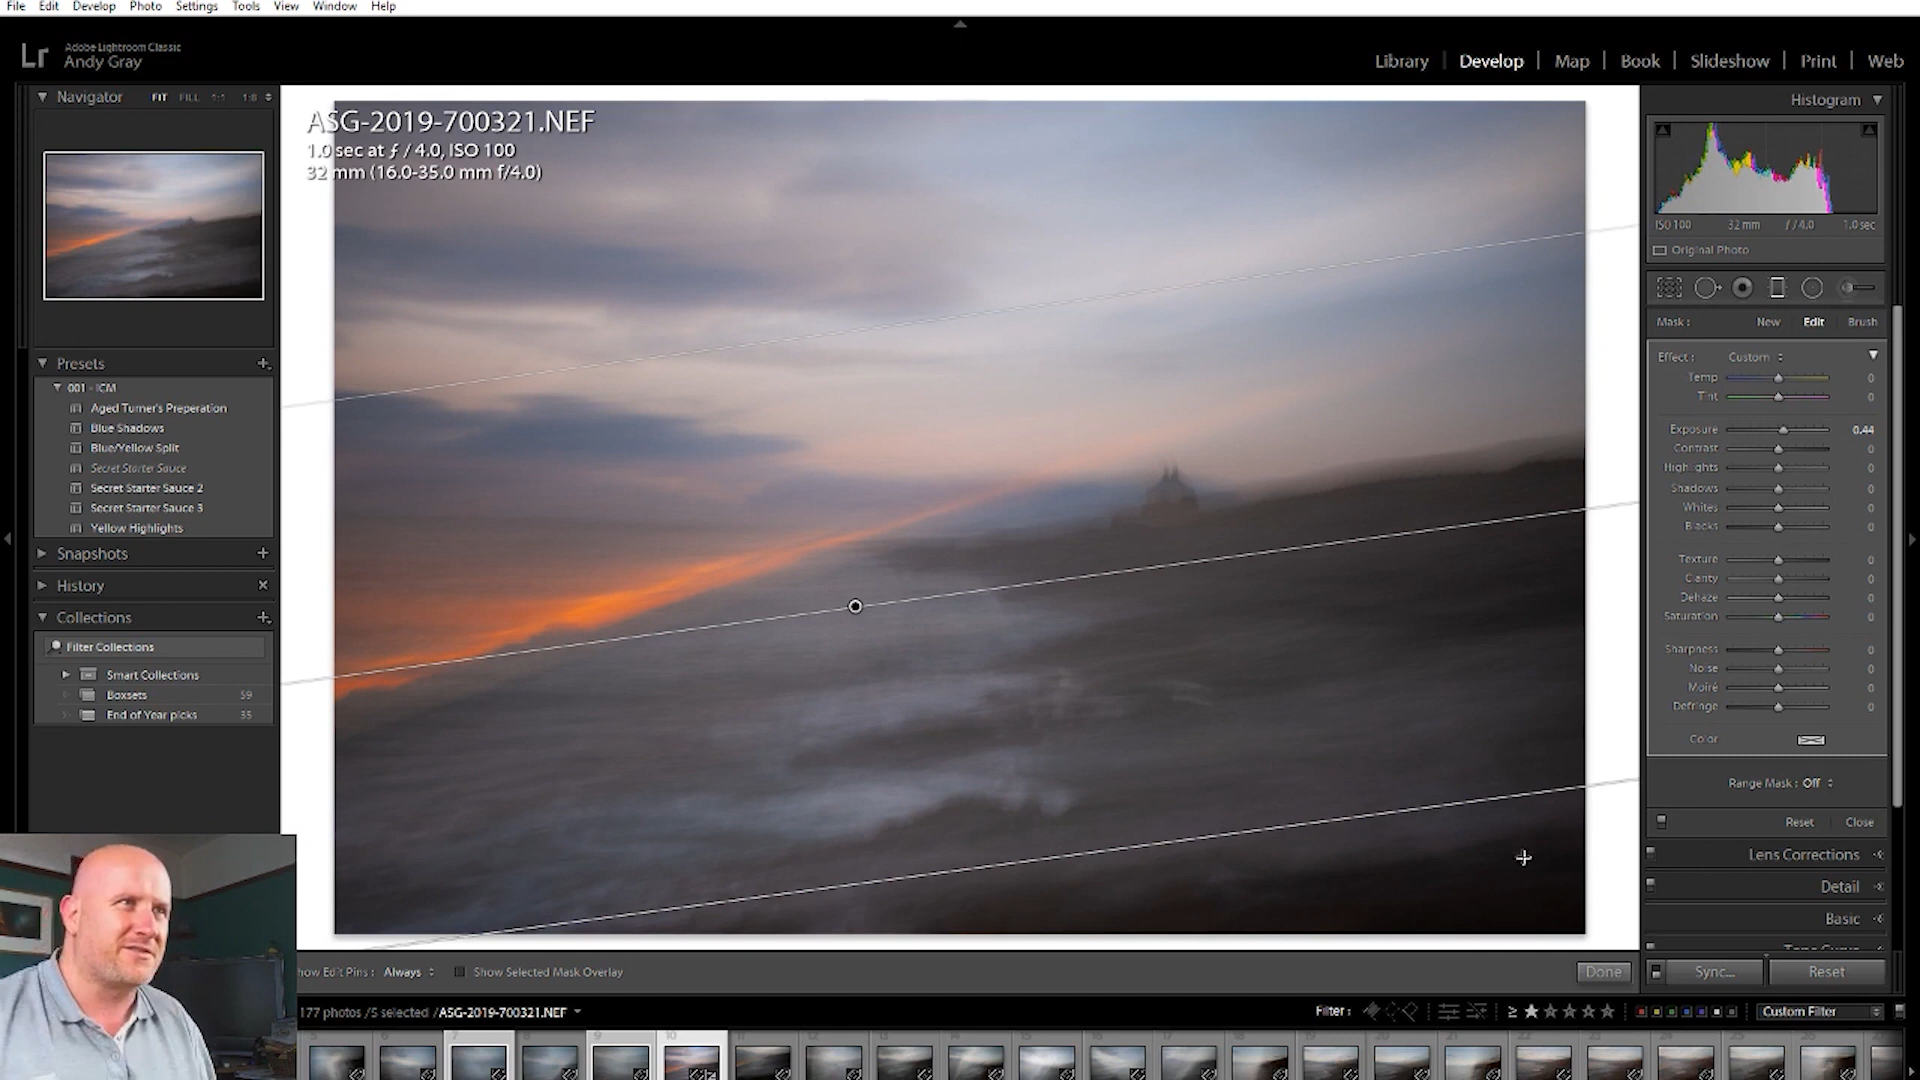 File Edit Develop Photo Settings Tools View Window Help
Lr Adobe Lightroom Classic
Andy Gray
Library Develop Map Book Slideshow Print Web
Navigator FIT FILL 1:1 1:8
ASG-2019-700321.NEF
1.0 sec at ƒ / 4.0, ISO 100
32 mm (16.0-35.0 mm f/4.0)
Presets
001 - ICM
Aged Turner's Preperation
Blue Shadows
Blue/Yellow Split
Secret Starter Sauce
Secret Starter Sauce 2
Secret Starter Sauce 3
Yellow Highlights
Snapshots
History
Collections
Filter Collections
Smart Collections
Boxsets 59
End of Year picks 35
Histogram
ISO 100 32 mm ƒ / 4.0 1.0 sec
Original Photo
Mask : New Edit Brush
Effect : Custom
Temp 0
Tint 0
Exposure 0.44
Contrast 0
Highlights 0
Shadows 0
Whites 0
Blacks 0
Texture 0
Clarity 0
Dehaze 0
Saturation 0
Sharpness 0
Noise 0
Moiré 0
Defringe 0
Color
Range Mask : Off
Reset Close
Lens Corrections
Detail
Basic
Tone Curve
Sync... Reset
how Edit Pins : Always Show Selected Mask Overlay Done
177 photos /5 selected /ASG-2019-700321.NEF Filter : Custom Filter